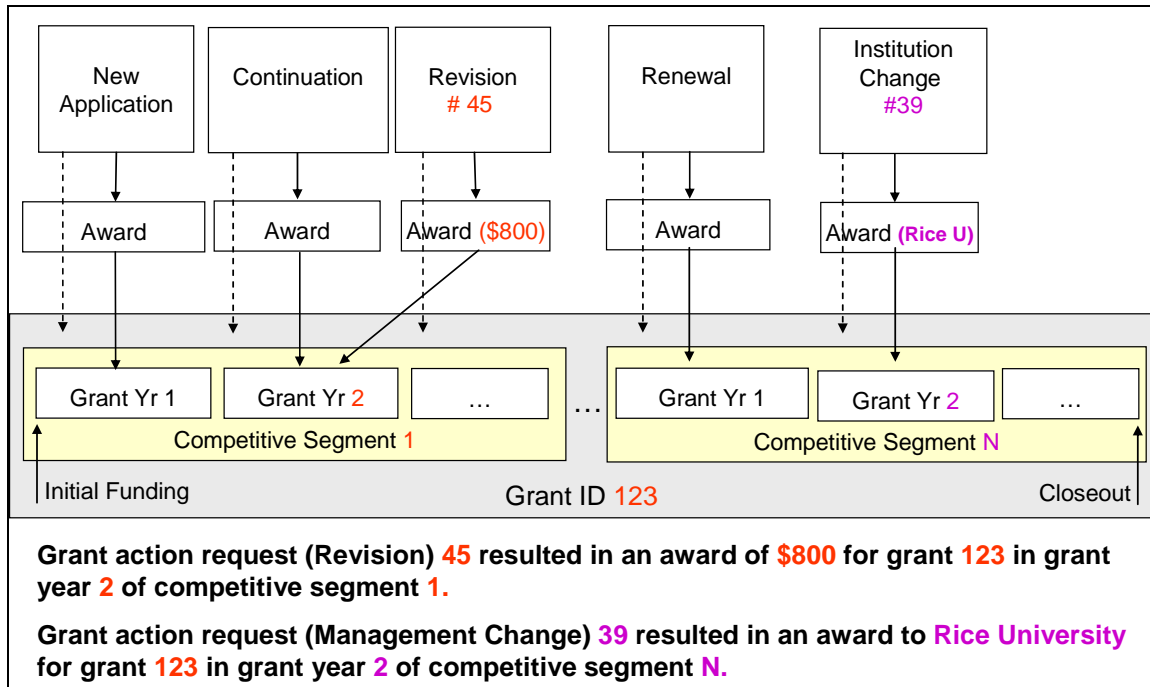 New
Application
Continuation
Revision
# 45
Renewal
Institution
Change
#39
Award
Award
Award ($800)
Award
Award (Rice U)
Grant Yr 1
Grant Yr 2
…
…
Grant Yr 1
Grant Yr 2
…
Competitive Segment 1
Competitive Segment N
Initial Funding
Grant ID 123
Closeout
Grant action request (Revision) 45 resulted in an award of $800 for grant 123 in grant
year 2 of competitive segment 1.
Grant action request (Management Change) 39 resulted in an award to Rice University
for grant 123 in grant year 2 of competitive segment N.